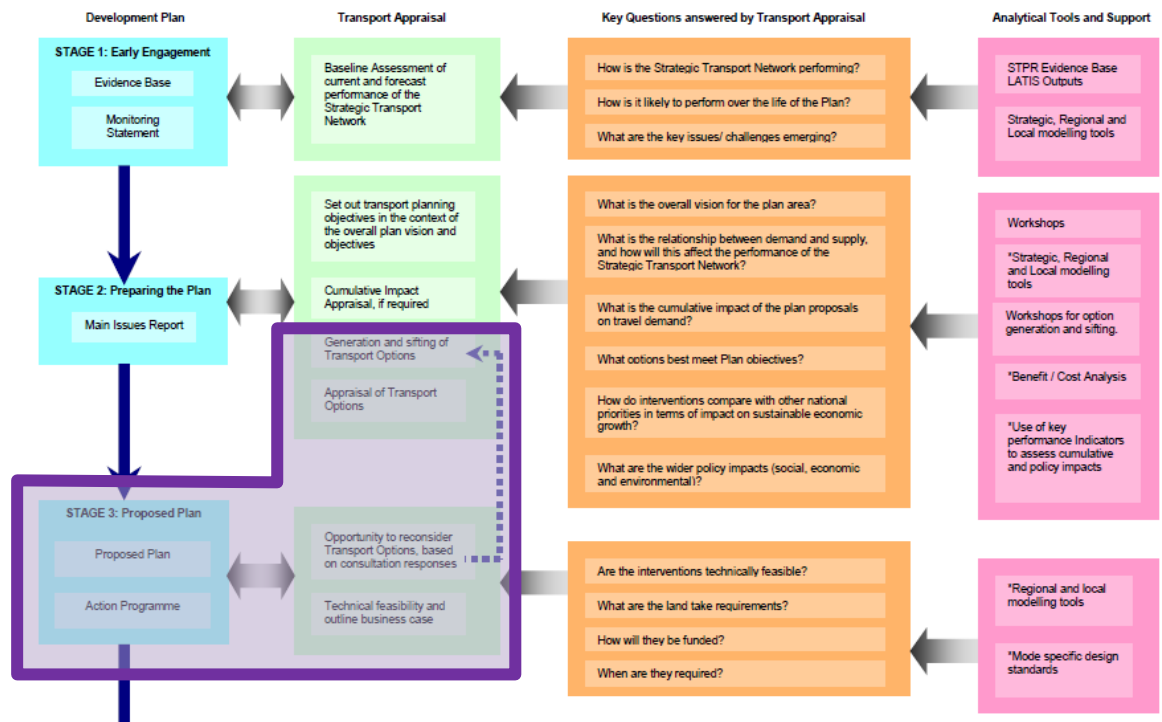 Development Plan
Transport Appraisal
Key Questions answered by Transport Appraisal
Analytical Tools and Support
STAGE 1: Early Engagement
Evidence Base
Monitoring
Statement
Baseline Assessment of
current and forecast
performance of the
Strategic Transport
Network
How is the Strategic Transport Network performing?
How is it likely to perform over the life of the Plan?
What are the key issues/ challenges emerging?
STPR Evidence Base
LATIS Outputs
Strategic, Regional and
Local modelling tools
STAGE 2: Preparing the Plan
Main Issues Report
Set out transport planning
objectives in the context of
the overall plan vision and
objectives
Cumulative Impact
Appraisal, if required
Generation and sifting of
Transport Options
Appraisal of Transport
Options
What is the overall vision for the plan area?
What is the relationship between demand and supply,
and how will this affect the performance of the
Strategic Transport Network?
What is the cumulative impact of the plan proposals
on travel demand?
What options best meet Plan objectives?
How do interventions compare with other national
priorities in terms of impact on sustainable economic
growth?
What are the wider policy impacts (social, economic
and environmental)?
Workshops
*Strategic, Regional
and Local modelling
tools
Workshops for option
generation and sifting.
*Benefit / Cost Analysis
*Use of key
performance Indicators
to assess cumulative
and policy impacts
STAGE 3: Proposed Plan
Proposed Plan
Action Programme
Opportunity to reconsider
Transport Options, based
on consultation responses
Technical feasibility and
outline business case
Are the interventions technically feasible?
What are the land take requirements?
How will they be funded?
When are they required?
*Regional and local
modelling tools
*Mode specific design
standards